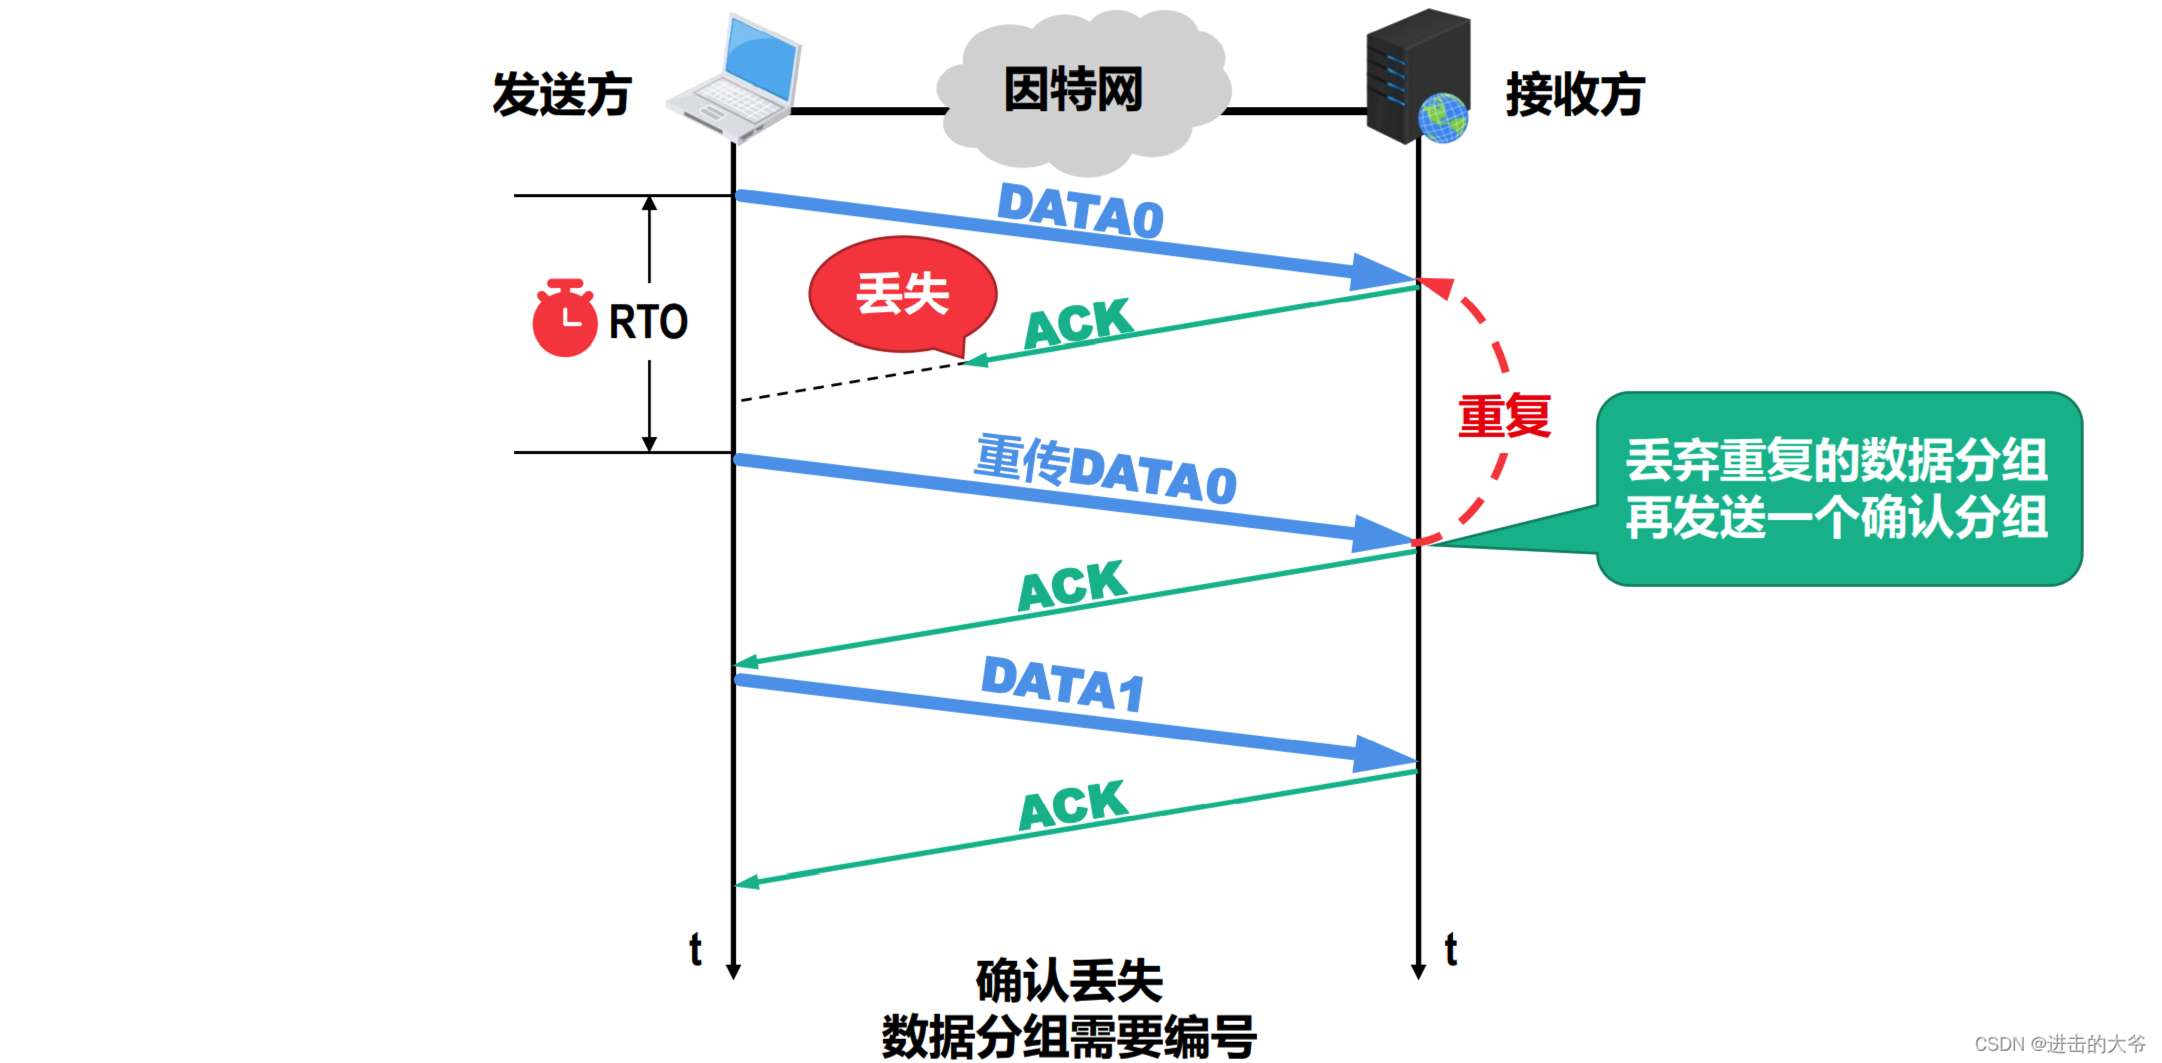 发送方
因特网
接收方
DATA0
丢失
ACK
RTO
重复
重传DATA0
丢弃重复的数据分组
再发送一个确认分组
ACK
DATA1
ACK
t
t
确认丢失
数据分组需要编号
CSDN @进击的大爷